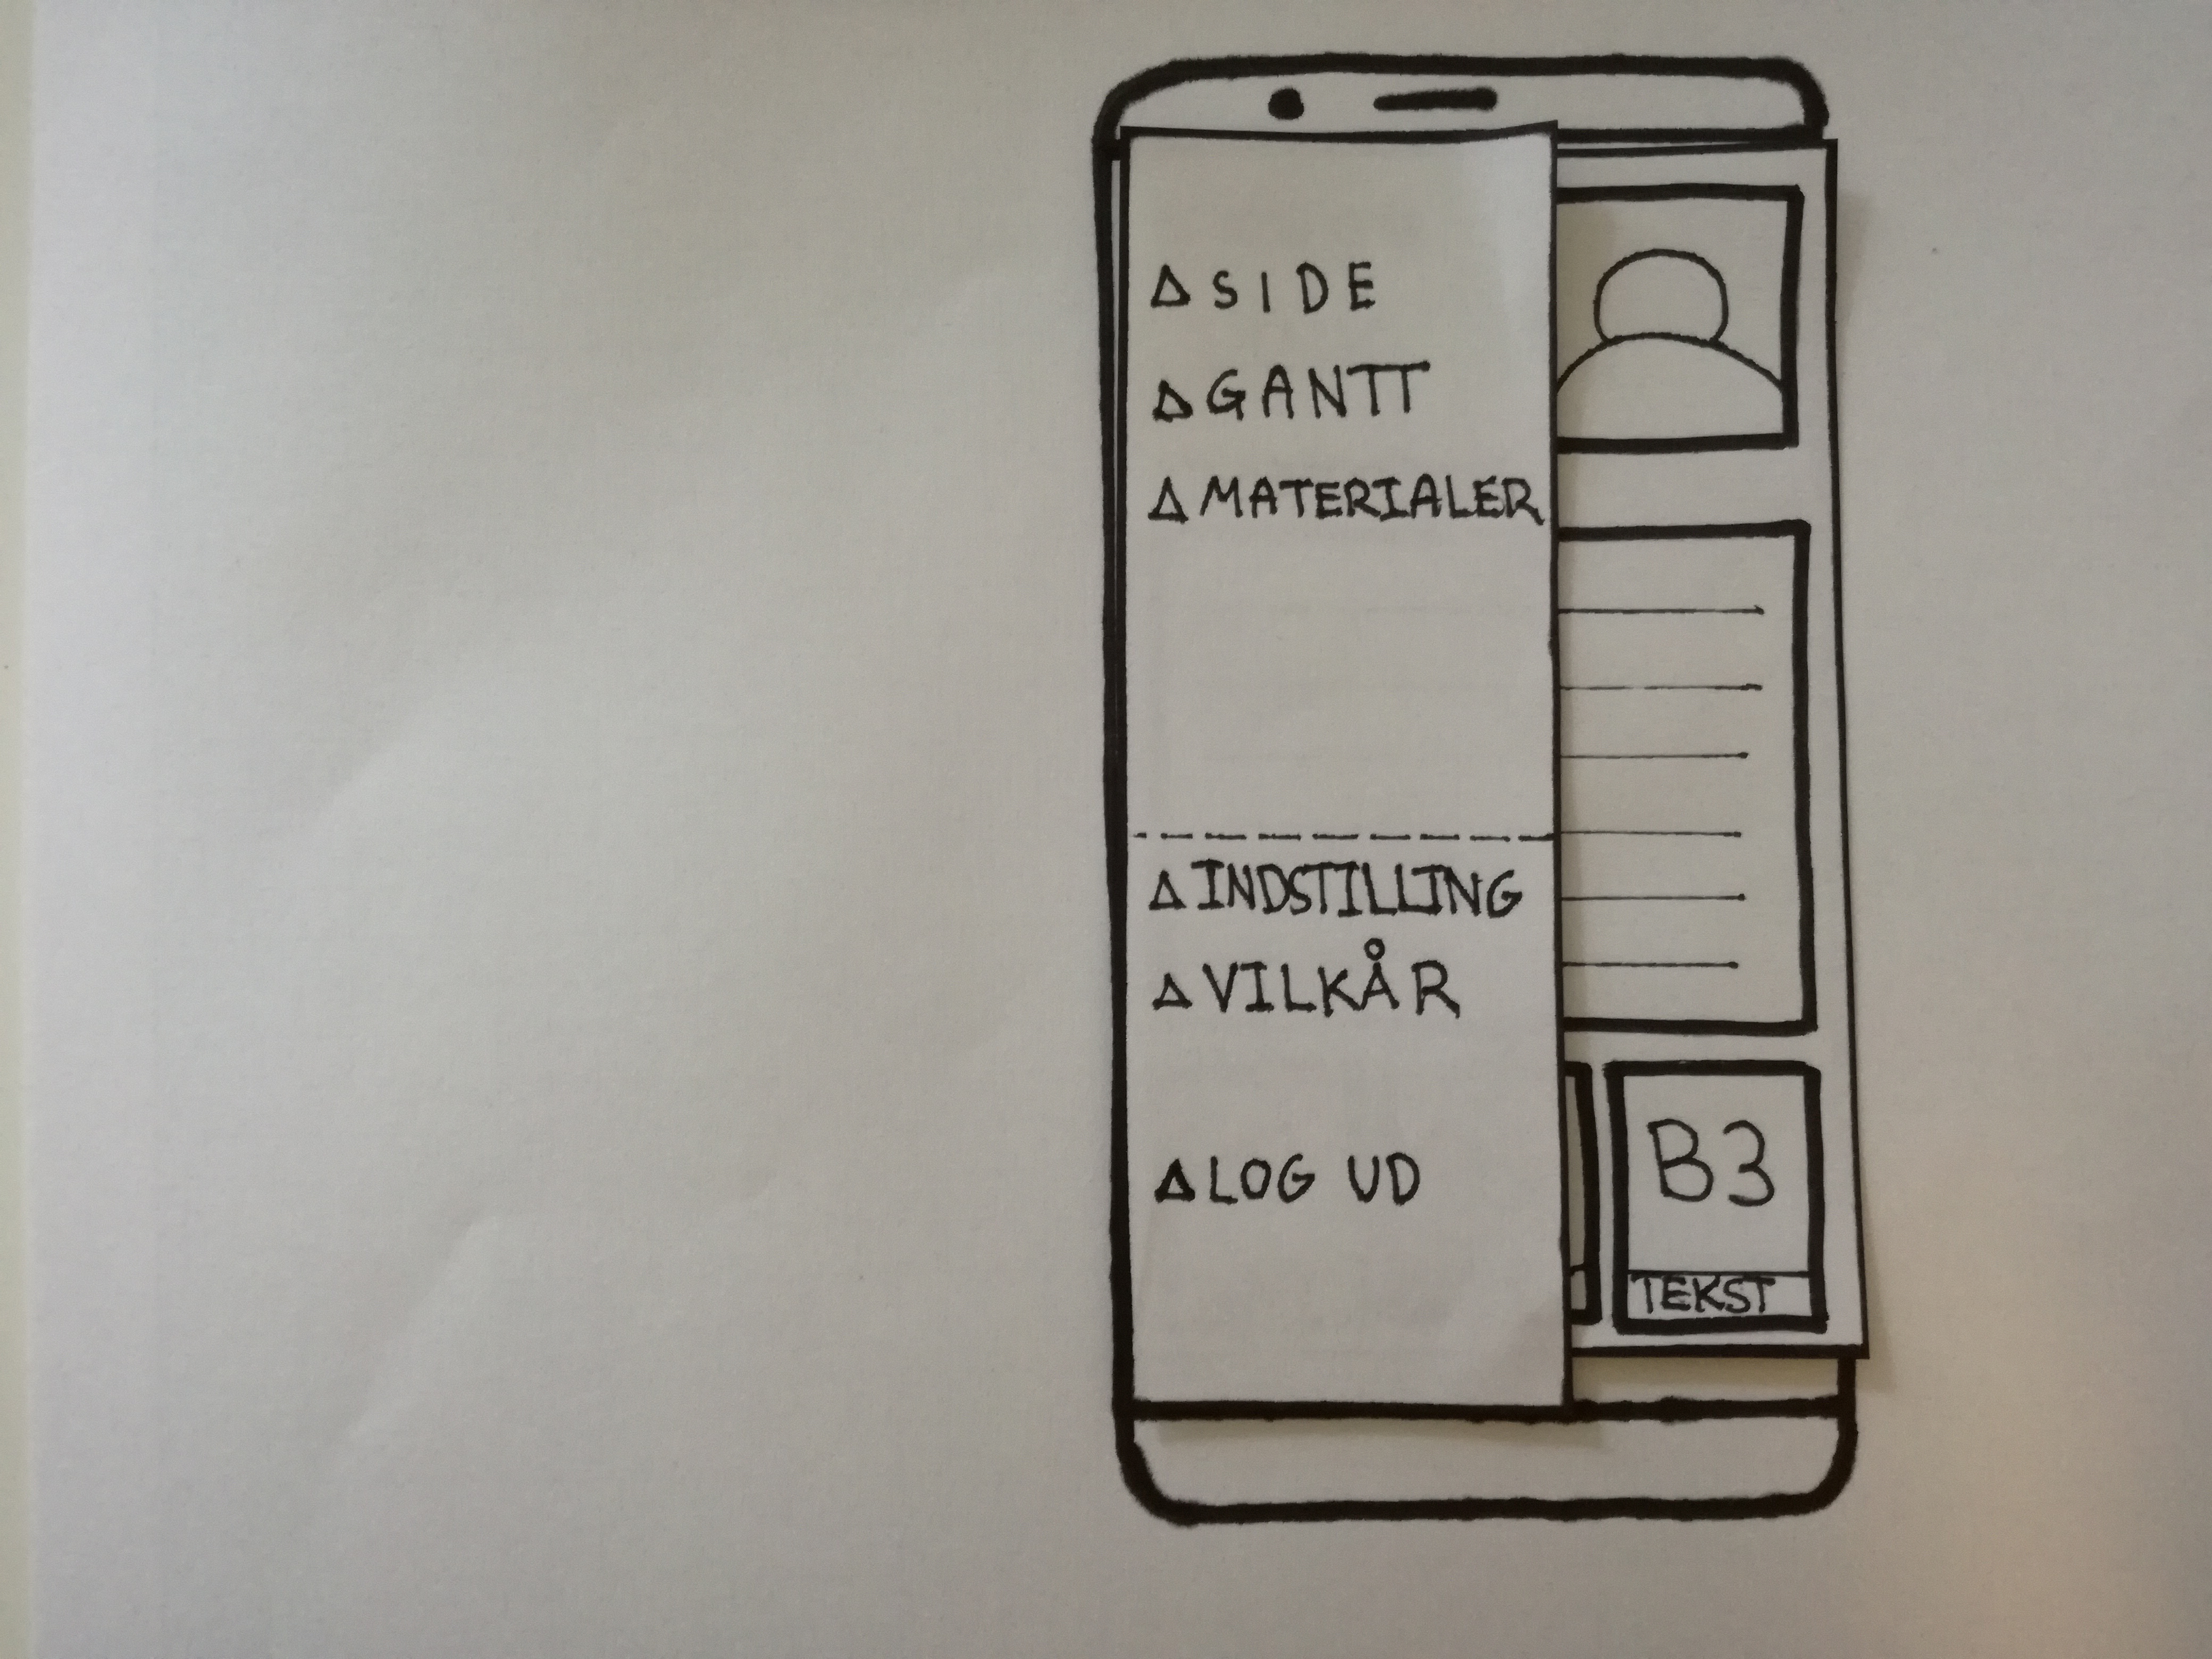 SIDE
GANTT
MATERIALER
INDSTILLING
VILKÅR
LOG UD
B3
TEKST